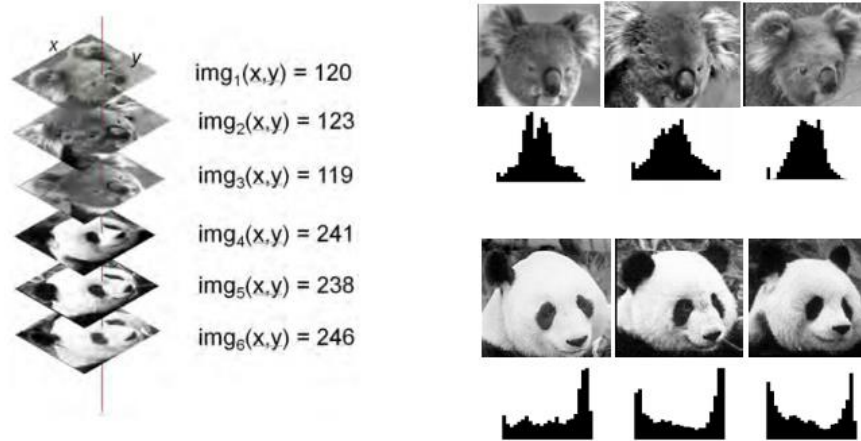 x y
img₁(x,y) = 120
img₂(x,y) = 123
img₃(x,y) = 119
img₄(x,y) = 241
img₅(x,y) = 238
img₆(x,y) = 246